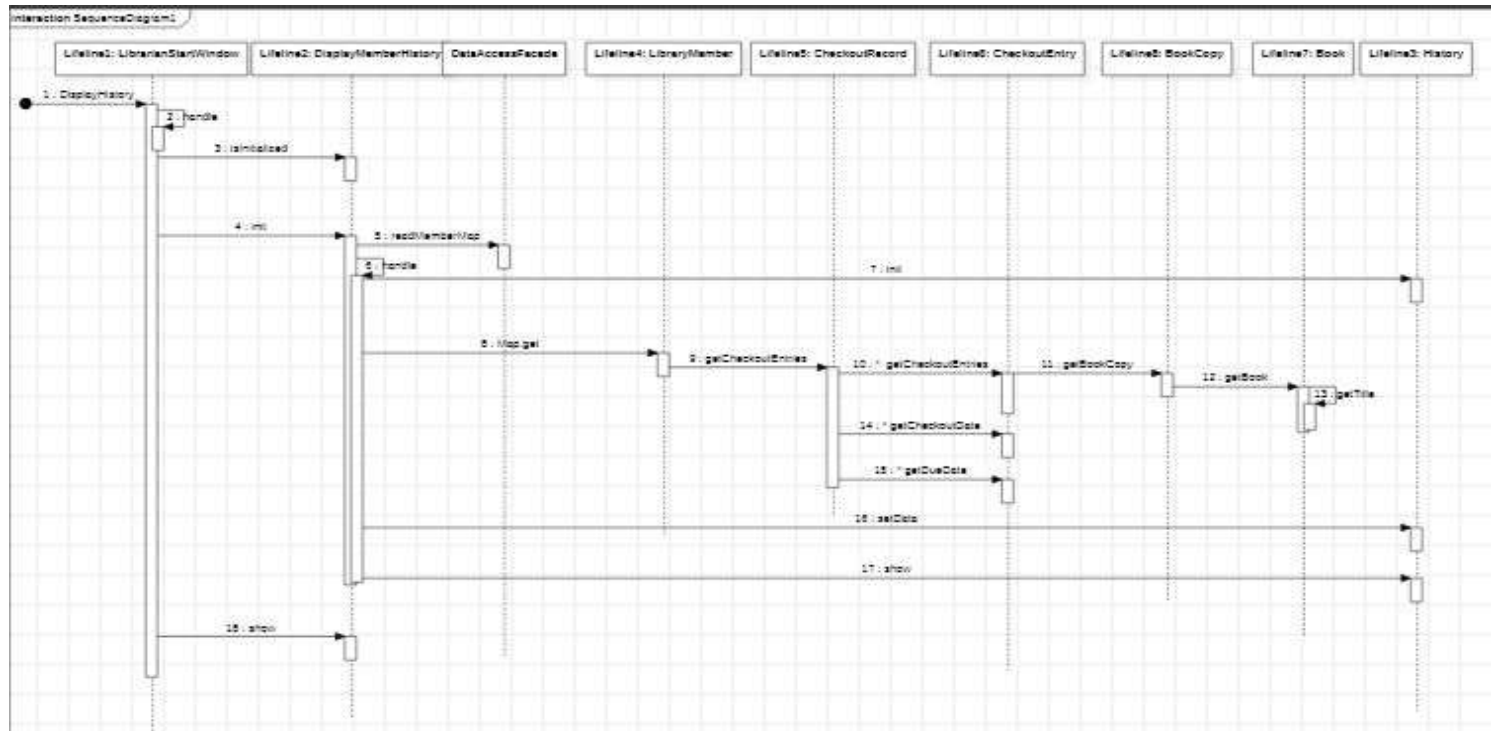 interaction SequenceDiagram1
Lifeline1: LibrarianStartWindow
Lifeline2: DisplayMemberHistory
DataAccessFacade
Lifeline4: LibraryMember
Lifeline5: CheckoutRecord
Lifeline6: CheckoutEntry
Lifeline8: BookCopy
Lifeline7: Book
Lifeline3: History
1 : DisplayHistory
2 : handle
3 : isInitialized
4 : init
5 : readMemberMap
6 : handle
7 : init
8 : Map.get
9 : getCheckoutEntries
10 : * getCheckoutEntries
11 : getBookCopy
12 : getBook
13 : getTitle
14 : * getCheckoutDate
15 : * getDueDate
16 : setData
17 : show
18 : show